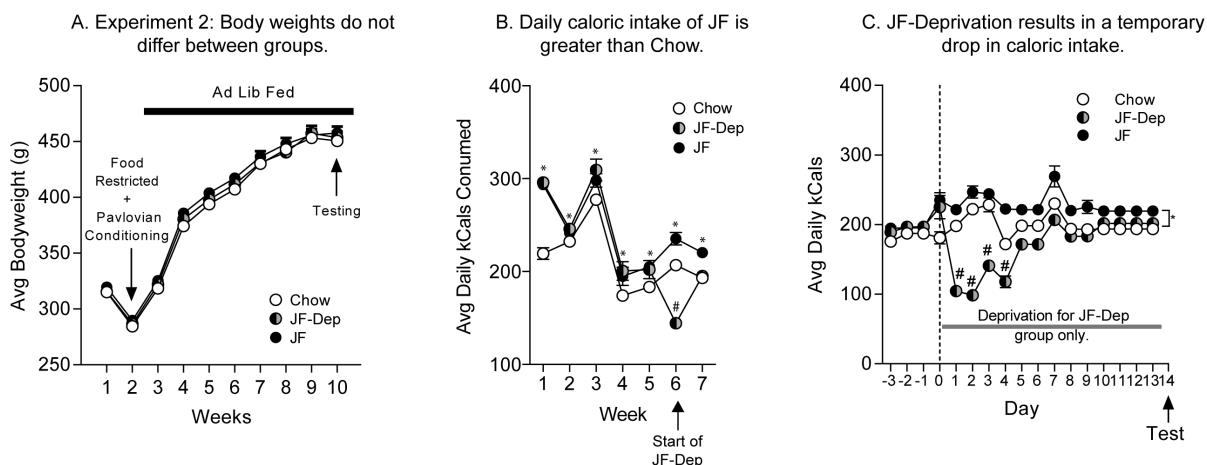 A. Experiment 2: Body weights do not
differ between groups.
500
450
400
350
300
250
Avg Bodyweight (g)
Ad Lib Fed
Food
Restricted
+
Pavlovian
Conditioning
Testing
Chow
JF-Dep
JF
1 2 3 4 5 6 7 8 9 10
Weeks
B. Daily caloric intake of JF is
greater than Chow.
400
300
200
100
Avg Daily kCals Conumed
Chow
JF-Dep
JF
* * * * * * *
#
1 2 3 4 5 6 7
Week
Start of
JF-Dep
C. JF-Deprivation results in a temporary
drop in caloric intake.
400
300
200
100
0
Avg Daily kCals
Chow
JF-Dep
JF
*
# # # #
Deprivation for JF-Dep
group only.
-3 -2 -1 0 1 2 3 4 5 6 7 8 9 10 11 12 13 14
Day
Test